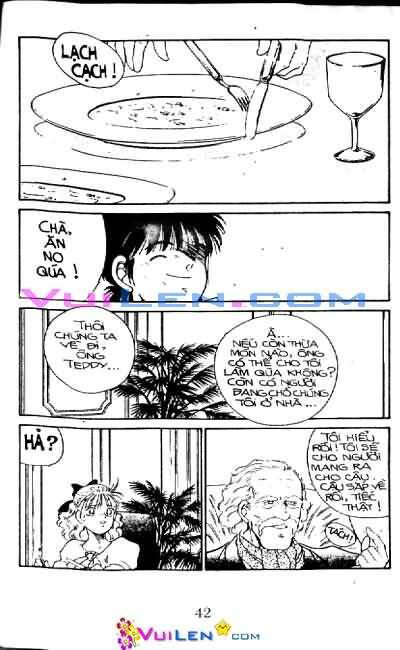 LẠCH
CẠCH!
CHÀ,
ĂN
NO
QÚA!
VUILEN.COM
THÔI
CHÚNG TA
VỀ ĐI,
ÔNG
TEDDY...
À...
NẾU CÒN THỪA
MÓN NÀO, ÔNG
CÓ THỂ CHO TÔI
LÀM QÙA KHÔNG?
CÒN CÓ NGƯỜI
ĐANG CHỜ CHÚNG
TÔI Ở NHÀ...
HẢ?
TÔI HIỂU
RỒI! TÔI SẼ
CHO NGƯỜI
MANG RA
CHO CẬU.
CẬU SẮP VỀ
RỒI, TIẾC
THẬT!
TÁCH!
42
VUILEN.COM